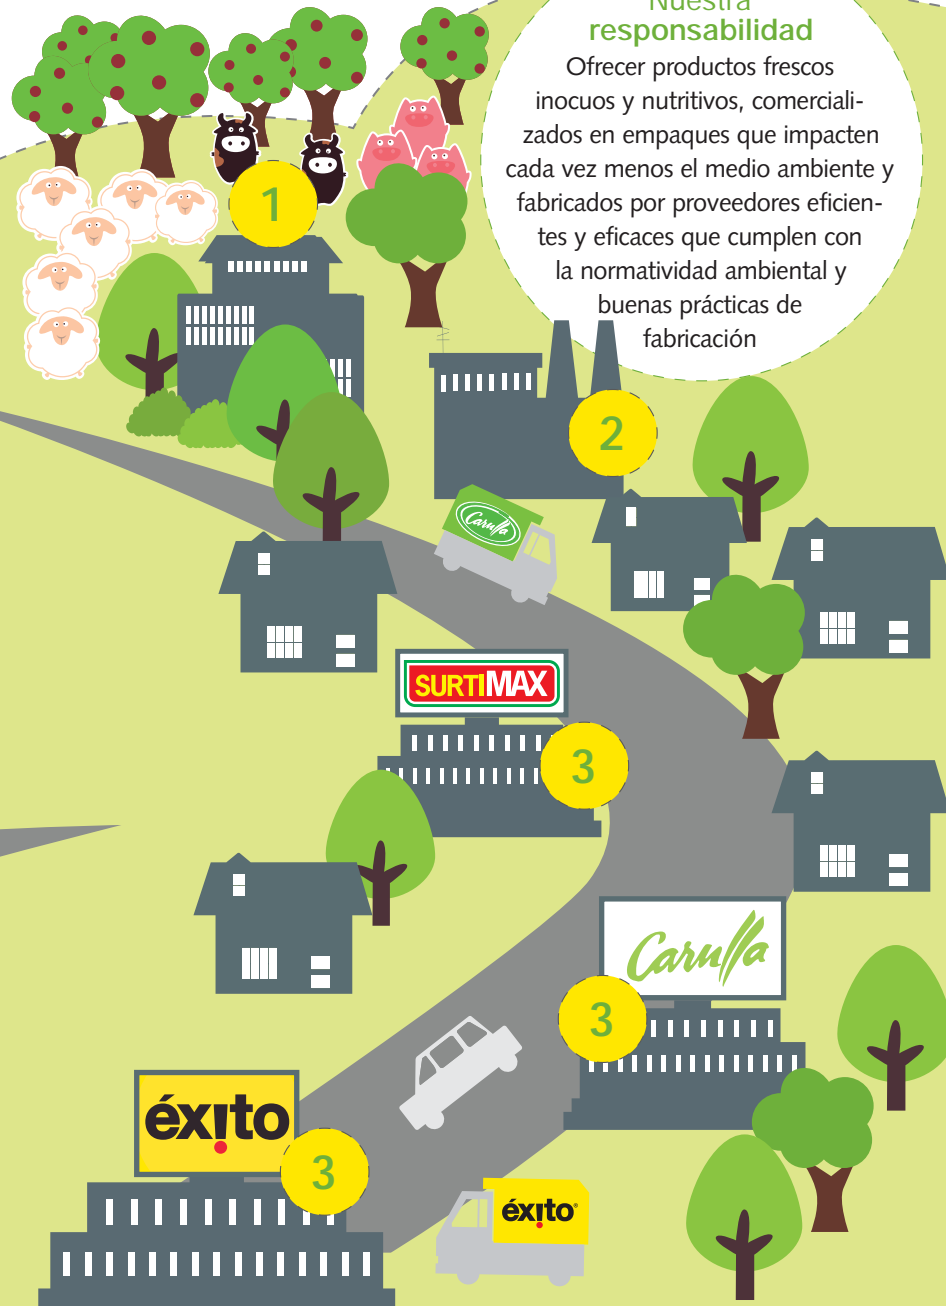 Nuestra
responsabilidad
Ofrecer productos frescos
inocuos y nutritivos, comerciali-
zados en empaques que impacten
cada vez menos el medio ambiente y
fabricados por proveedores eficien-
tes y eficaces que cumplen con
la normatividad ambiental y
buenas prácticas de
fabricación
1
2
Carulla
SURTIMAX
3
Carulla
3
éxito
3
éxito